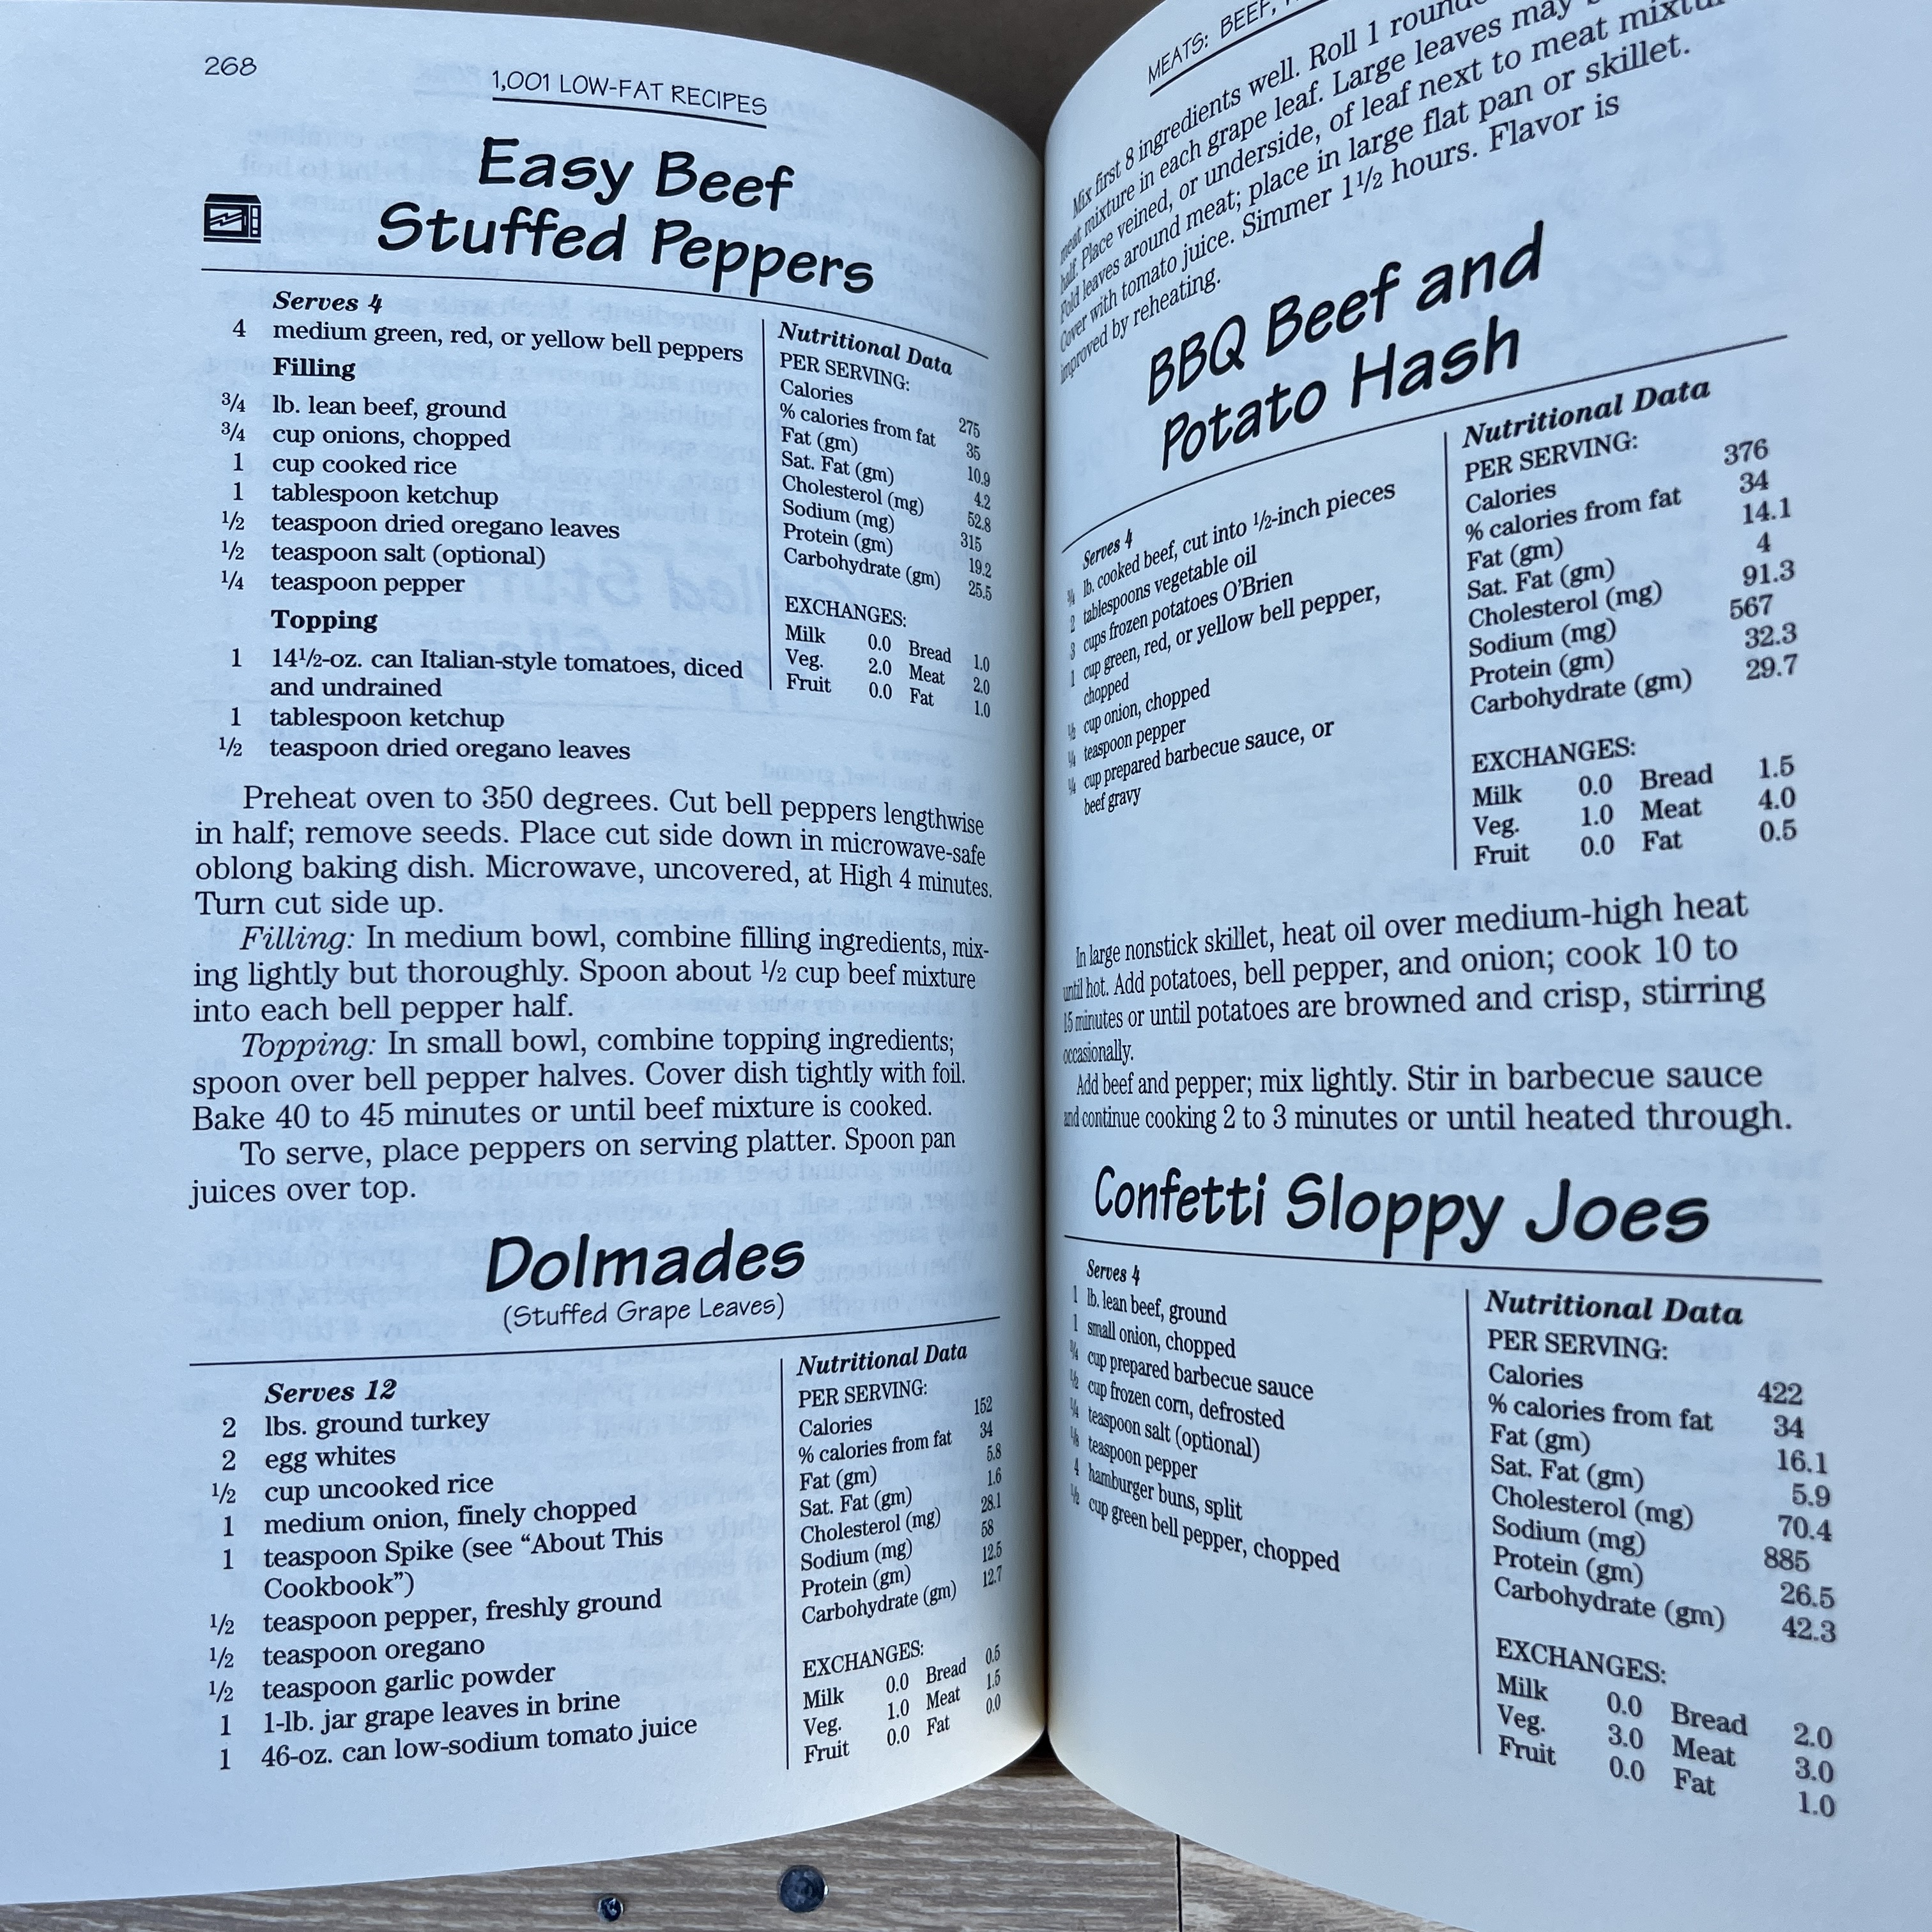 268
1,001 LOW-FAT RECIPES
Easy Beef
Stuffed Peppers
Serves 4
4 medium green, red, or yellow bell peppers
Filling
3/4 lb. lean beef, ground
3/4 cup onions, chopped
1 cup cooked rice
1 tablespoon ketchup
1/2 teaspoon dried oregano leaves
1/2 teaspoon salt (optional)
1/4 teaspoon pepper
Topping
1 14 1/2-oz. can Italian-style tomatoes, diced
and undrained
1 tablespoon ketchup
1/2 teaspoon dried oregano leaves
Nutritional Data
PER SERVING:
Calories 275
% calories from fat 35
Fat (gm) 10.9
Sat. Fat (gm) 4.2
Cholesterol (mg) 52.8
Sodium (mg) 315
Protein (gm) 19.2
Carbohydrate (gm) 25.5
EXCHANGES:
Milk 0.0 Bread 1.0
Veg. 2.0 Meat 2.0
Fruit 0.0 Fat 1.0
Preheat oven to 350 degrees. Cut bell peppers lengthwise
in half; remove seeds. Place cut side down in microwave-safe
oblong baking dish. Microwave, uncovered, at High 4 minutes.
Turn cut side up.
Filling: In medium bowl, combine filling ingredients, mix-
ing lightly but thoroughly. Spoon about 1/2 cup beef mixture
into each bell pepper half.
Topping: In small bowl, combine topping ingredients;
spoon over bell pepper halves. Cover dish tightly with foil.
Bake 40 to 45 minutes or until beef mixture is cooked.
To serve, place peppers on serving platter. Spoon pan
juices over top.
Dolmades
(Stuffed Grape Leaves)
Serves 12
2 lbs. ground turkey
2 egg whites
1/2 cup uncooked rice
1 medium onion, finely chopped
1 teaspoon Spike (see “About This
Cookbook”)
1/2 teaspoon pepper, freshly ground
1/2 teaspoon oregano
1/2 teaspoon garlic powder
1 1-lb. jar grape leaves in brine
1 46-oz. can low-sodium tomato juice
Nutritional Data
PER SERVING:
Calories 152
% calories from fat 34
Fat (gm) 5.8
Sat. Fat (gm) 1.6
Cholesterol (mg) 28.1
Sodium (mg) 58
Protein (gm) 12.5
Carbohydrate (gm) 12.7
EXCHANGES:
Milk 0.0 Bread 0.5
Veg. 1.0 Meat 1.5
Fruit 0.0 Fat 0.0
MEATS: BEEF,
Mix first 8 ingredients well. Roll 1
meat mixture in each grape leaf. Large leaves may
half. Place veined, or underside, of leaf next to meat
Fold leaves around meat; place in large flat pan or skillet.
Cover with tomato juice. Simmer 1 1/2 hours. Flavor is
improved by reheating.
BBQ Beef and
Potato Hash
Serves 4
3/4 lb. cooked beef, cut into 1/2-inch pieces
2 tablespoons vegetable oil
3 cups frozen potatoes O’Brien
1 cup green, red, or yellow bell pepper,
chopped
1/2 cup onion, chopped
1/4 teaspoon pepper
1/4 cup prepared barbecue sauce, or
beef gravy
Nutritional Data
PER SERVING:
Calories 376
% calories from fat 34
Fat (gm) 14.1
Sat. Fat (gm) 4
Cholesterol (mg) 91.3
Sodium (mg) 567
Protein (gm) 32.3
Carbohydrate (gm) 29.7
EXCHANGES:
Milk 0.0 Bread 1.5
Veg. 1.0 Meat 4.0
Fruit 0.0 Fat 0.5
In large nonstick skillet, heat oil over medium-high heat
until hot. Add potatoes, bell pepper, and onion; cook 10 to
15 minutes or until potatoes are browned and crisp, stirring
occasionally.
Add beef and pepper; mix lightly. Stir in barbecue sauce
and continue cooking 2 to 3 minutes or until heated through.
Confetti Sloppy Joes
Serves 4
1 lb. lean beef, ground
1 small onion, chopped
3/4 cup prepared barbecue sauce
1/2 cup frozen corn, defrosted
1/4 teaspoon salt (optional)
1/8 teaspoon pepper
4 hamburger buns, split
1/2 cup green bell pepper, chopped
Nutritional Data
PER SERVING:
Calories 422
% calories from fat 34
Fat (gm) 16.1
Sat. Fat (gm) 5.9
Cholesterol (mg) 70.4
Sodium (mg) 885
Protein (gm) 26.5
Carbohydrate (gm) 42.3
EXCHANGES:
Milk 0.0 Bread 2.0
Veg. 3.0 Meat 3.0
Fruit 0.0 Fat 1.0